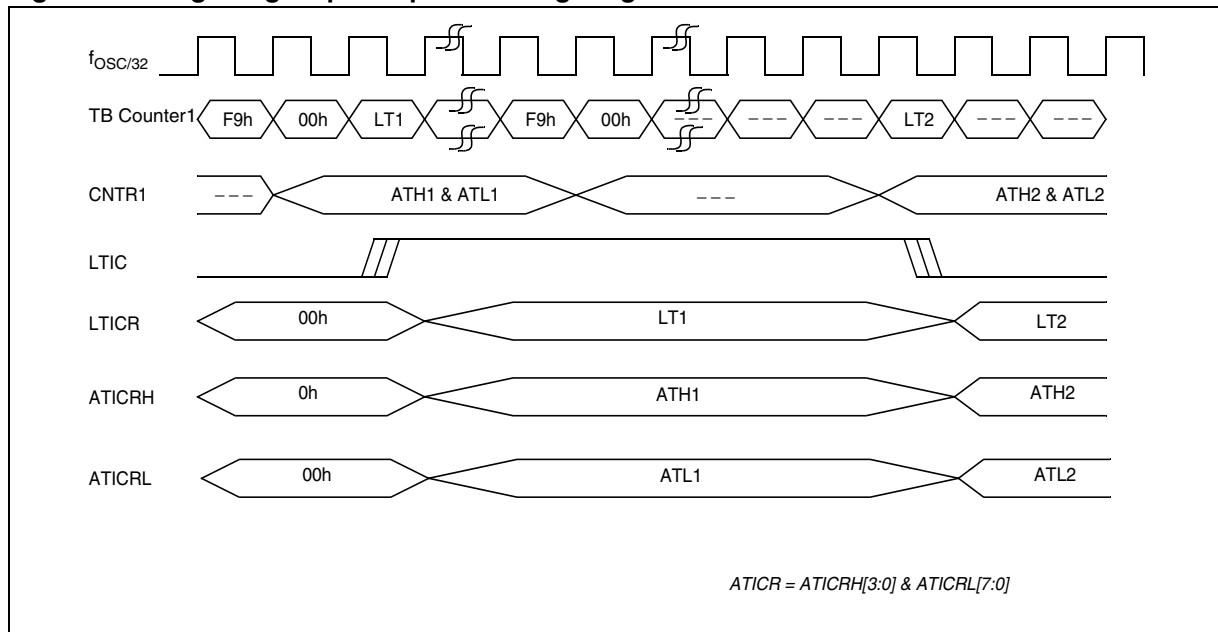 fOSC/32
TB Counter1 F9h 00h LT1 F9h 00h --- --- --- LT2 --- ---
CNTR1 --- ATH1 & ATL1 --- ATH2 & ATL2
LTIC
LTICR 00h LT1 LT2
ATICRH 0h ATH1 ATH2
ATICRL 00h ATL1 ATL2
ATICR = ATICRH[3:0] & ATICRL[7:0]